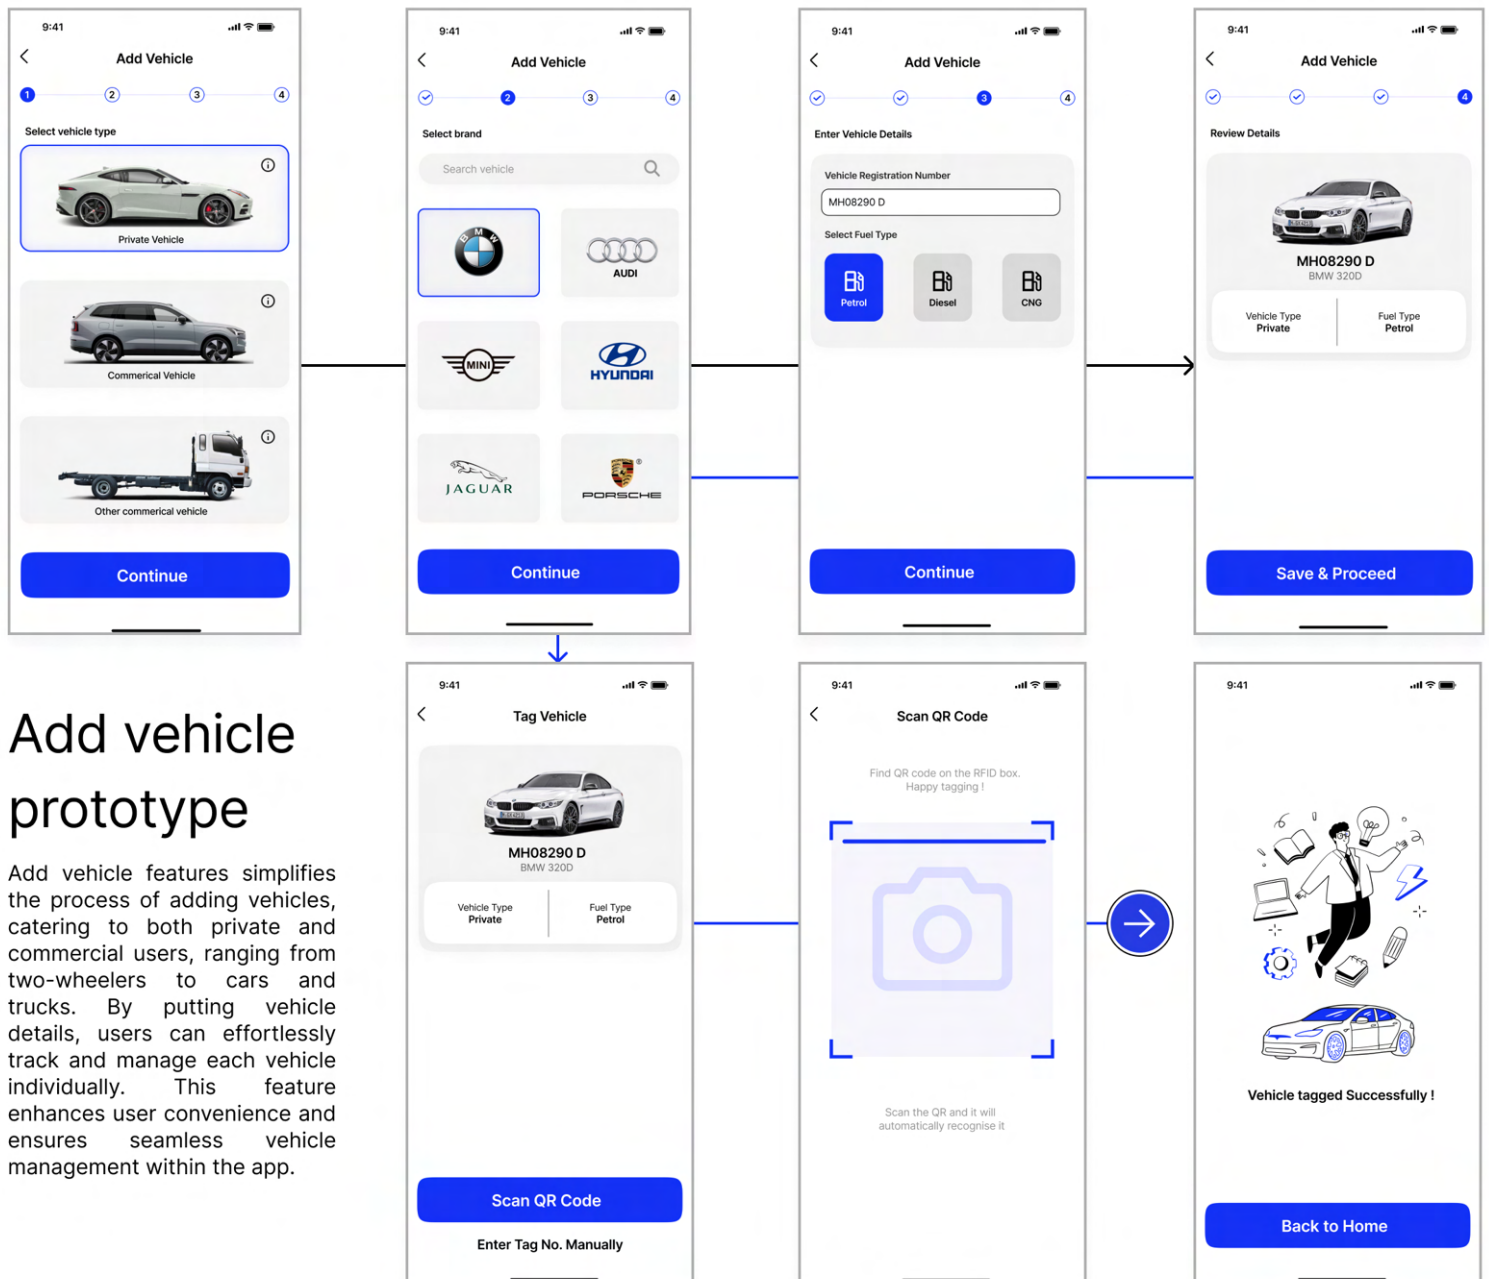 9:41
Add Vehicle
1 2 3 4
Select vehicle type
Private Vehicle
Commerical Vehicle
Other commerical vehicle
Continue
9:41
Add Vehicle
2 3 4
Select brand
Search vehicle
BMW
AUDI
MINI
HYUNDAI
JAGUAR
PORSCHE
Continue
9:41
Add Vehicle
3 4
Enter Vehicle Details
Vehicle Registration Number
MH08290 D
Select Fuel Type
Petrol Diesel CNG
Continue
9:41
Add Vehicle
4
Review Details
MH08290 D
BMW 320D
Vehicle Type Fuel Type
Private Petrol
Save & Proceed
Add vehicle
prototype
Add vehicle features simplifies
the process of adding vehicles,
catering to both private and
commercial users, ranging from
two-wheelers to cars and
trucks. By putting vehicle
details, users can effortlessly
track and manage each vehicle
individually. This feature
enhances user convenience and
ensures seamless vehicle
management within the app.
9:41
Tag Vehicle
MH08290 D
BMW 320D
Vehicle Type Fuel Type
Private Petrol
Scan QR Code
Enter Tag No. Manually
9:41
Scan QR Code
Find QR code on the RFID box.
Happy tagging !
Scan the QR and it will
automatically recognise it
9:41
Vehicle tagged Successfully !
Back to Home